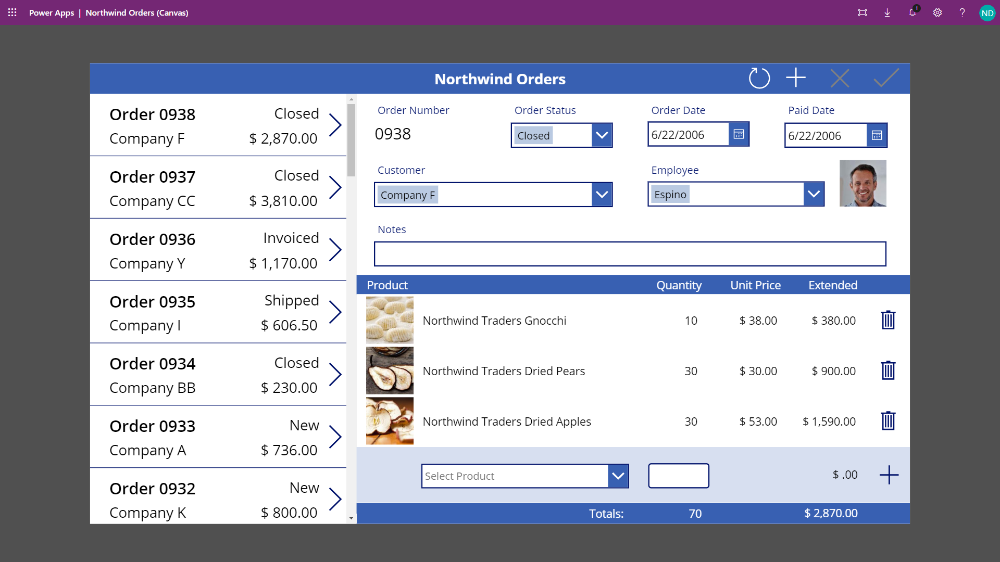 Power Apps | Northwind Orders (Canvas)
1
ND
Northwind Orders
Order 0938 Closed
Company F $ 2,870.00
Order 0937 Closed
Company CC $ 3,810.00
Order 0936 Invoiced
Company Y $ 1,170.00
Order 0935 Shipped
Company I $ 606.50
Order 0934 Closed
Company BB $ 230.00
Order 0933 New
Company A $ 736.00
Order 0932 New
Company K $ 800.00
Order Number Order Status Order Date Paid Date
0938 Closed 6/22/2006 6/22/2006
Customer Employee
Company F Espino
Notes
Product Quantity Unit Price Extended
Northwind Traders Gnocchi 10 $ 38.00 $ 380.00
Northwind Traders Dried Pears 30 $ 30.00 $ 900.00
Northwind Traders Dried Apples 30 $ 53.00 $ 1,590.00
Select Product $ .00
Totals: 70 $ 2,870.00